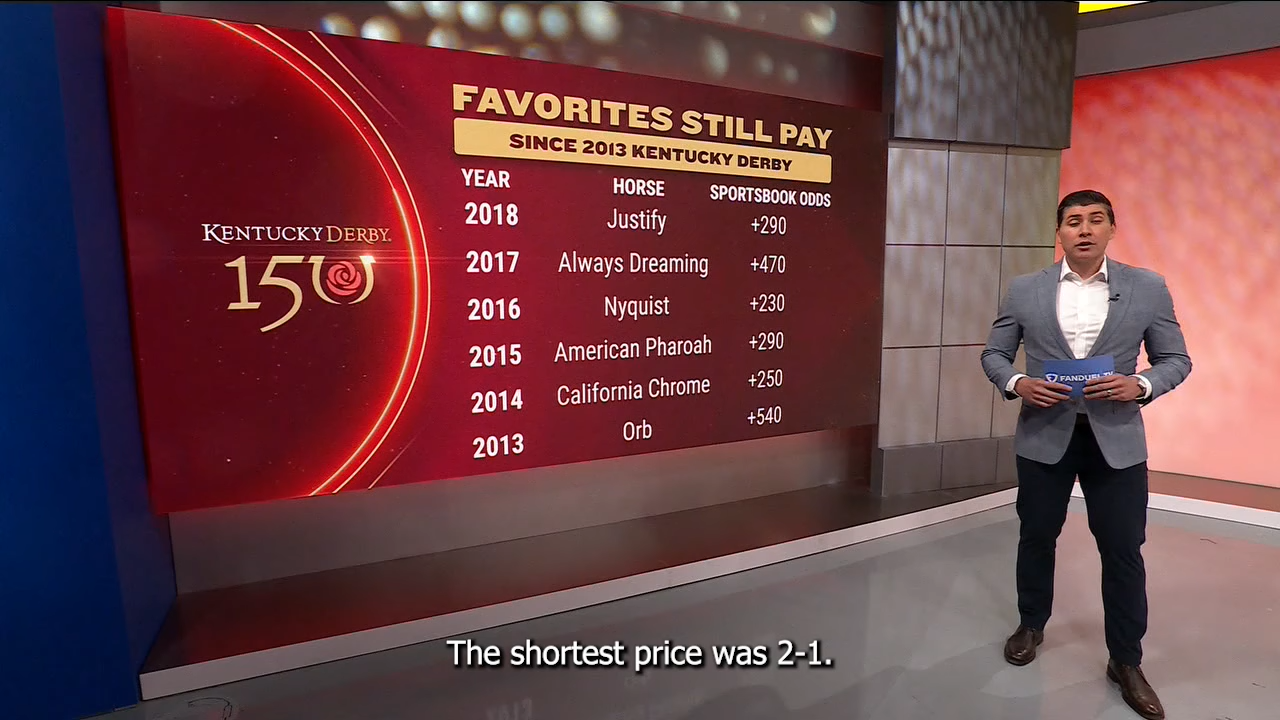 FAVORITES STILL PAY
SINCE 2013 KENTUCKY DERBY
YEAR HORSE SPORTSBOOK ODDS
2018 Justify +290
2017 Always Dreaming +470
2016 Nyquist +230
2015 American Pharoah +290
2014 California Chrome +250
2013 Orb +540
KENTUCKY DERBY.
150
FANDUEL TV
The shortest price was 2-1.